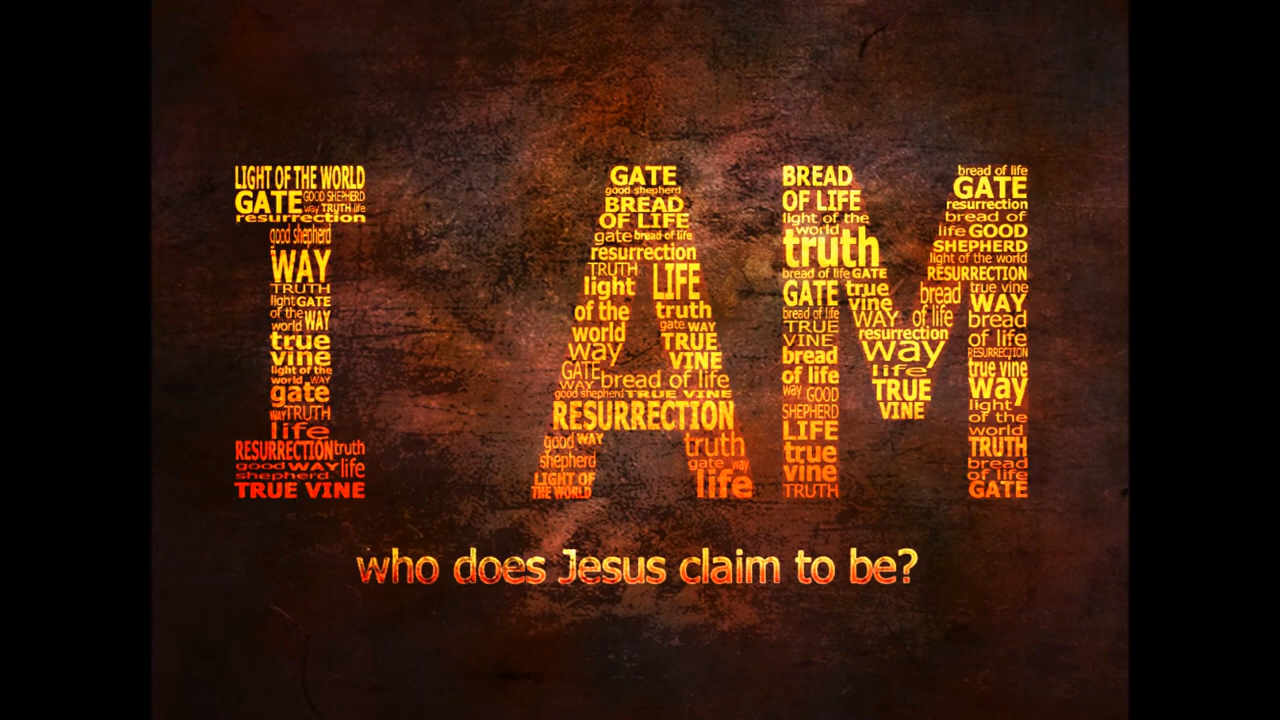 LIGHT OF THE WORLD
GATE GOOD SHEPHERD
way TRUTH life
resurrection
good shepherd
WAY
TRUTH
light GATE
of the WAY
world
true
vine
light of the
world WAY
gate
WAY TRUTH
life
RESURRECTION truth
good WAY life
shepherd
TRUE VINE
GATE
good shepherd
BREAD
OF LIFE
gate bread of life
resurrection
TRUTH LIFE
light
of the truth
world gate WAY
way TRUE
VINE
GATE bread of life
WAY
good shepherd TRUE VINE
RESURRECTION
good WAY truth
shepherd gate way
LIGHT OF life
THE WORLD
BREAD
OF LIFE
light of the
world
truth
bread of life GATE
GATE true
vine
bread of life WAY
TRUE
VINE
bread
of life
way GOOD
SHEPHERD
LIFE
true
vine
TRUTH
bread of life
GATE
resurrection
bread of
life GOOD
SHEPHERD
light of the world
RESURRECTION
bread true vine
WAY
of life bread
resurrection of life
way RESURRECTION
life true vine
TRUE way
VINE light
of the
world
TRUTH
bread
of life
GATE
who does Jesus claim to be?